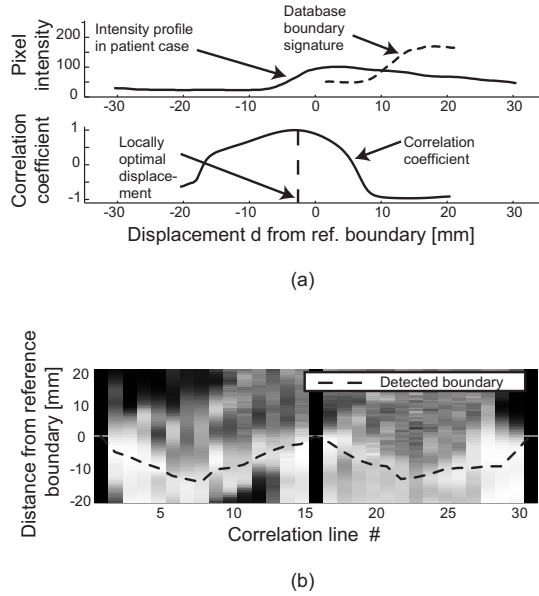 (a)
Pixel
intensity
200
100
0
Intensity profile
in patient case
Database
boundary
signature
-30 -20 -10 0 10 20 30
Correlation
coefficient
1
0
-1
Locally
optimal
displace-
ment
Correlation
coefficient
-30 -20 -10 0 10 20 30
Displacement d from ref. boundary [mm]
(a)
Distance from reference
boundary [mm]
20
10
0
-10
-20
Detected boundary
5 10 15 20 25 30
Correlation line #
(b)